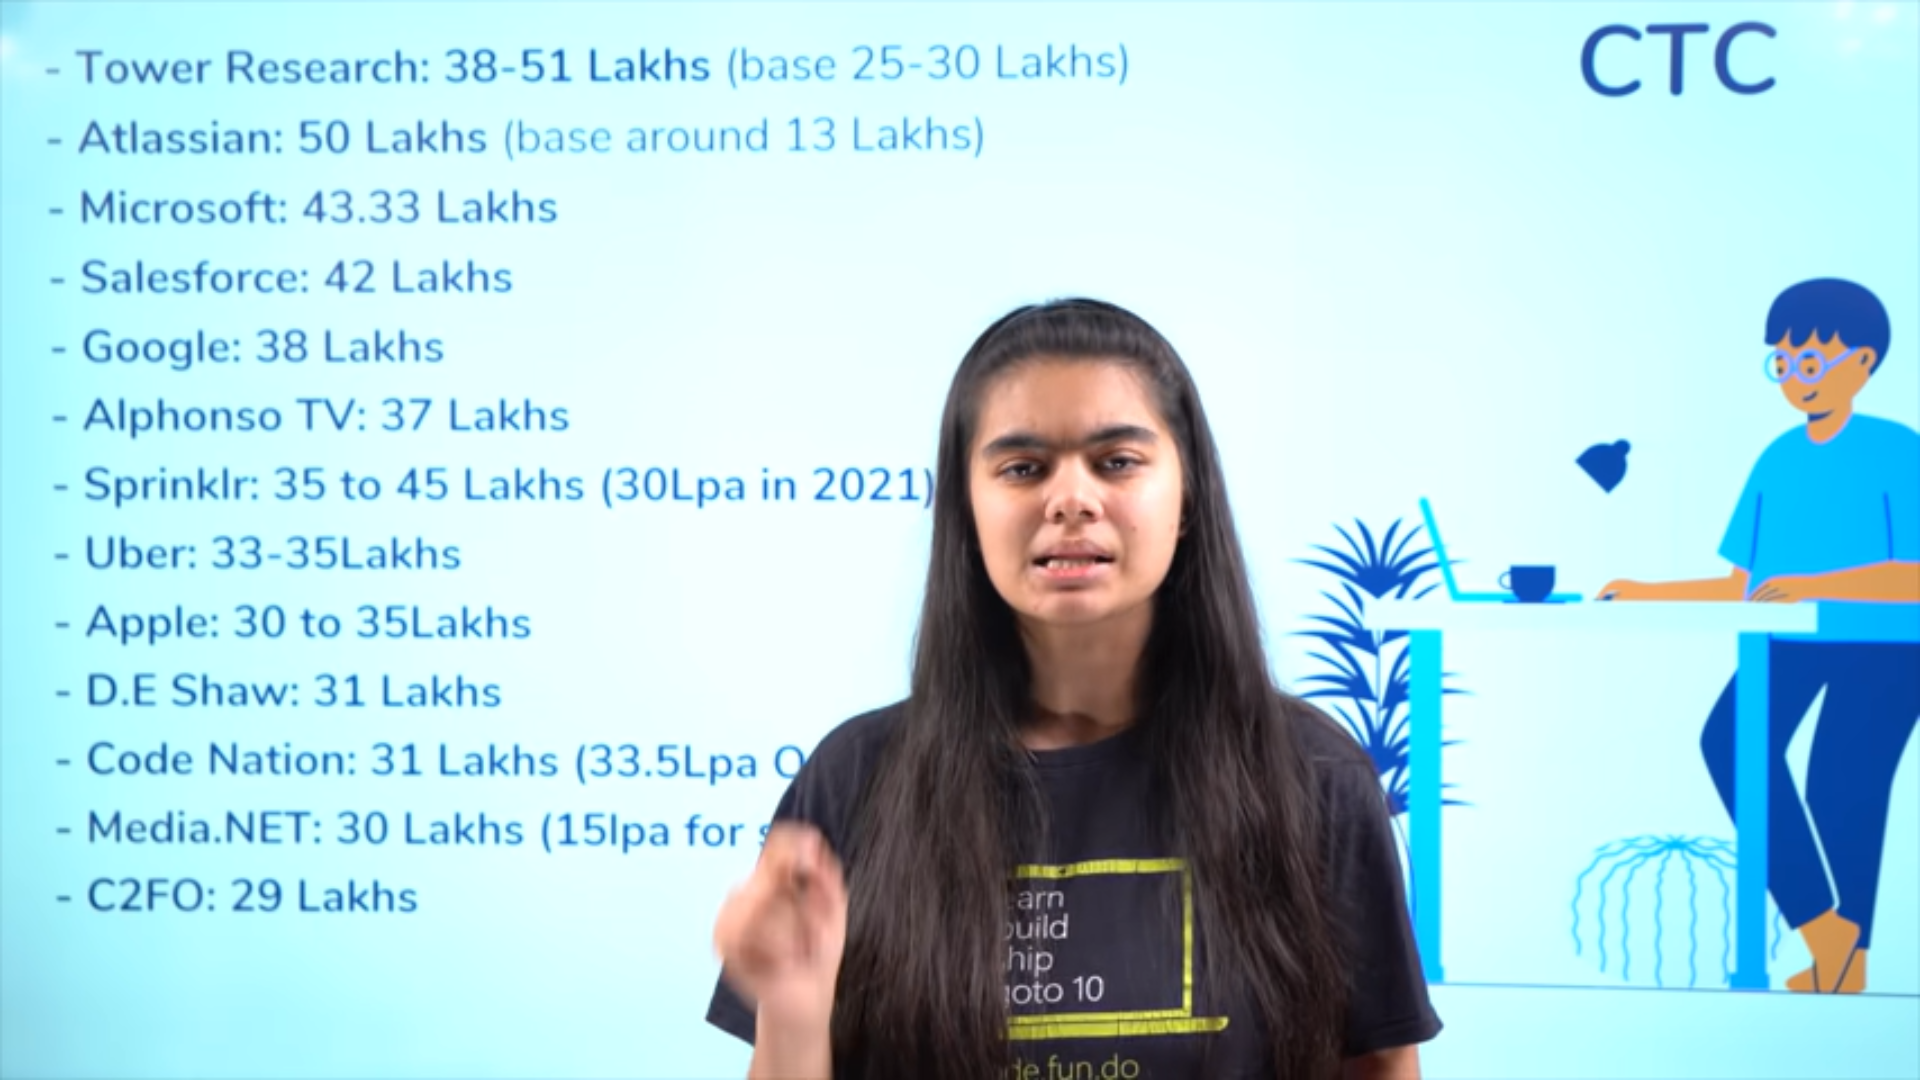 - Tower Research: 38-51 Lakhs (base 25-30 Lakhs)
CTC
- Atlassian: 50 Lakhs (base around 13 Lakhs)
- Microsoft: 43.33 Lakhs
- Salesforce: 42 Lakhs
- Google: 38 Lakhs
- Alphonso TV: 37 Lakhs
- Sprinklr: 35 to 45 Lakhs (30Lpa in 2021)
- Uber: 33-35Lakhs
- Apple: 30 to 35Lakhs
- D.E Shaw: 31 Lakhs
- Code Nation: 31 Lakhs (33.5Lpa
- Media.NET: 30 Lakhs (15lpa for
- C2FO: 29 Lakhs
goto 10